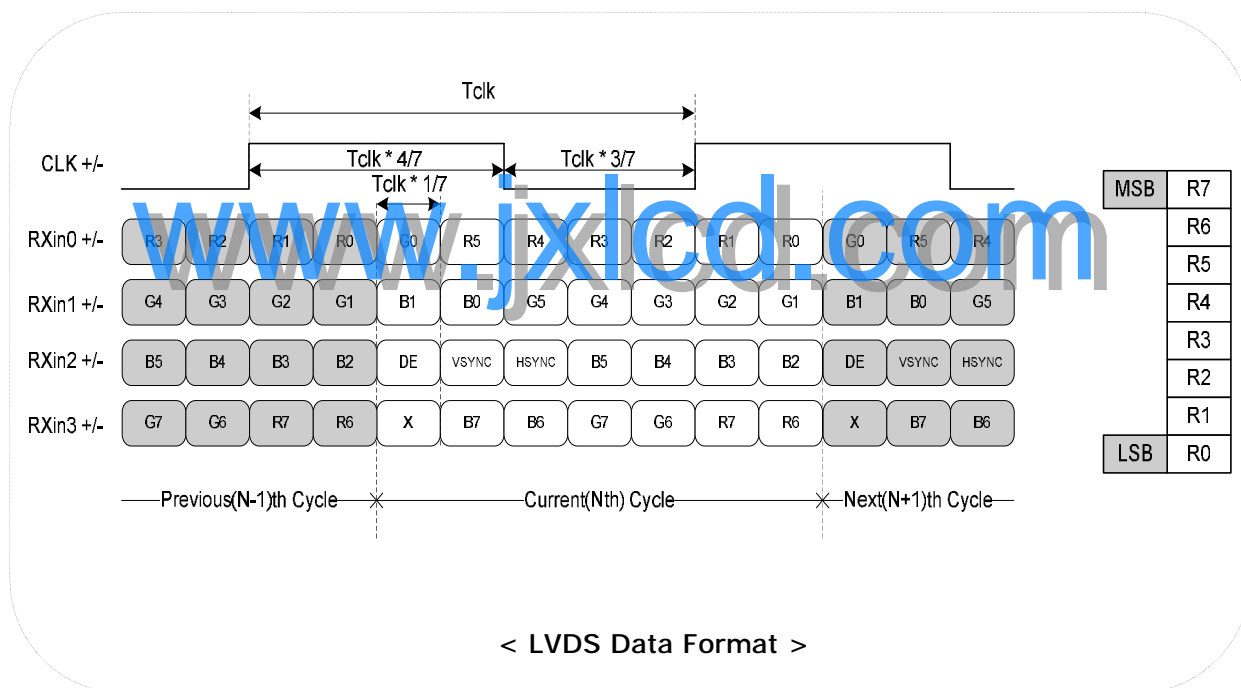 Tclk
CLK +/-
Tclk * 4/7
Tclk * 3/7
Tclk * 1/7
MSB R7
RXin0 +/- R3 R2 R1 R0 G0 R5 R4 R3 R2 R1 R0 G0 R5 R4
R6
R5
RXin1 +/- G4 G3 G2 G1 B1 B0 G5 G4 G3 G2 G1 B1 B0 G5
R4
R3
RXin2 +/- B5 B4 B3 B2 DE VSYNC HSYNC B5 B4 B3 B2 DE VSYNC HSYNC
R2
R1
RXin3 +/- G7 G6 R7 R6 X B7 B6 G7 G6 R7 R6 X B7 B6
LSB R0
Previous(N-1)th Cycle Current(Nth) Cycle Next(N+1)th Cycle
< LVDS Data Format >
www.jxlcd.com